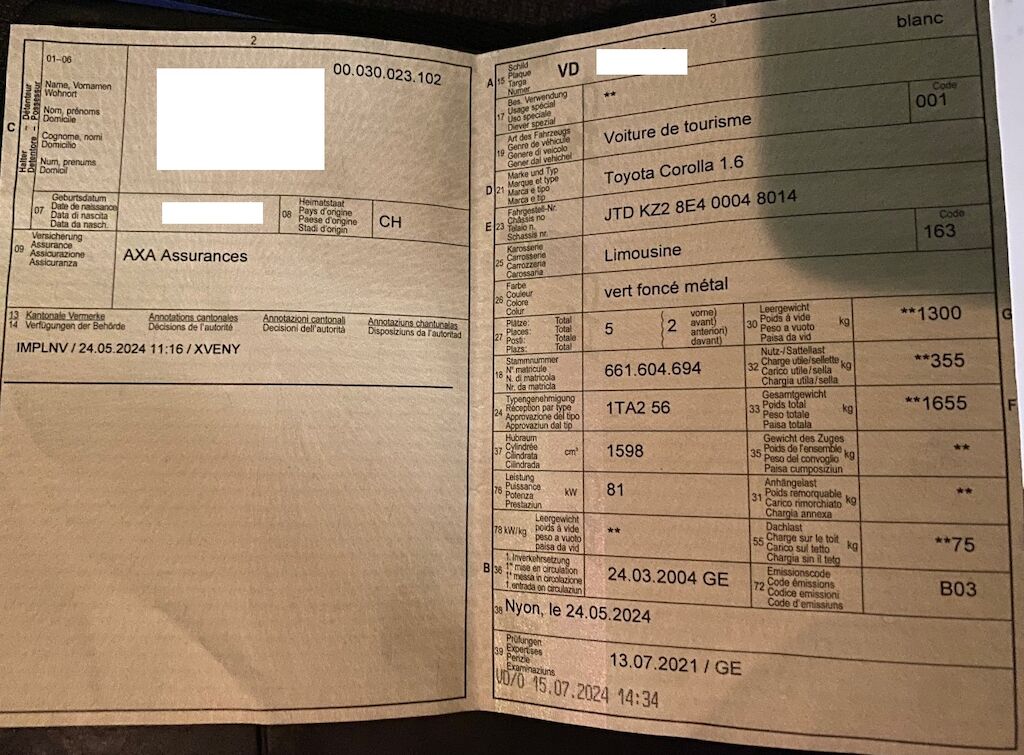 2
01–06
00.030.023.102
C
Halter – Détenteur
Detentore – Possessur
Name, Vornamen
Wohnort
Nom, prénoms
Domicile
Cognome, nomi
Domicilio
Num, prenums
Domicil
07
Geburtsdatum
Date de naissance
Data di nascita
Data da nasch.
08
Heimatstaat
Pays d'origine
Paese d'origine
Stadi d'origin
CH
09
Versicherung
Assurance
Assicurazione
Assicuranza
AXA Assurances
13 Kantonale Vermerke
14 Verfügungen der Behörde
Annotations cantonales
Décisions de l'autorité
Annotazioni cantonali
Decisioni dell'autorità
Annotaziuns chantunalas
Disposiziuns da l'autoritad
IMPLNV / 24.05.2024 11:16 / XVENY
3
blanc
A 15
Schild
Plaque
Targa
Numer
VD
17
Bes. Verwendung
Usage spécial
Uso speciale
Diever spezial
**
19
Art des Fahrzeugs
Genre de véhicule
Genere di veicolo
Gener dal vehichel
Voiture de tourisme
Code
001
D 21
Marke und Typ
Marque et type
Marca e tipo
Marca e tip
Toyota Corolla 1.6
E 23
Fahrgestell-Nr.
Châssis no
Telaio n.
Schassis nr.
JTD KZ2 8E4 0004 8014
25
Karosserie
Carrosserie
Carrozzeria
Carossaria
Limousine
Code
163
26
Farbe
Couleur
Colore
Colur
vert foncé métal
27
Plätze: Total
Places: Total
Posti: Totale
Plazs: Total
5
2
vorne)
avant)
anteriori)
davant)
30
Leergewicht
Poids à vide
Peso a vuoto
Paisa da vid
kg
**1300
G
18
Stammnummer
N° matricule
N. di matricola
Nr. da matricla
661.604.694
32
Nutz-/Sattellast
Charge utile/sellette
Carico utile/sella
Chargia utila/sella
kg
**355
24
Typengenehmigung
Réception par type
Approvazione del tipo
Approvaziun dal tip
1TA2 56
33
Gesamtgewicht
Poids total
Peso totale
Paisa totala
kg
**1655
F
37
Hubraum
Cylindrée
Cilindrata
Cilindrada
cm³
1598
35
Gewicht des Zuges
Poids de l'ensemble
Peso del convoglio
Paisa cumposiziun
kg
**
76
Leistung
Puissance
Potenza
Prestaziun
kW
81
31
Anhängelast
Poids remorquable
Carico rimorchiato
Chargia annexa
kg
**
78 kW/kg
Leergewicht
poids à vide
peso a vuoto
paisa da vid
**
55
Dachlast
Charge sur le toit
Carico sul tetto
Chargia sin il tetg
kg
**75
B 36
1. Inverkehrsetzung
1re mise en circulation
1a messa in circolazione
1. entrada en circulaziun
24.03.2004 GE
72
Emissionscode
Code émissions
Codice emissioni
Code d'emissiuns
B03
38
Nyon, le 24.05.2024
39
Prüfungen
Expertises
Perizie
Examinaziuns
13.07.2021 / GE
VD/O 15.07.2024 14:34